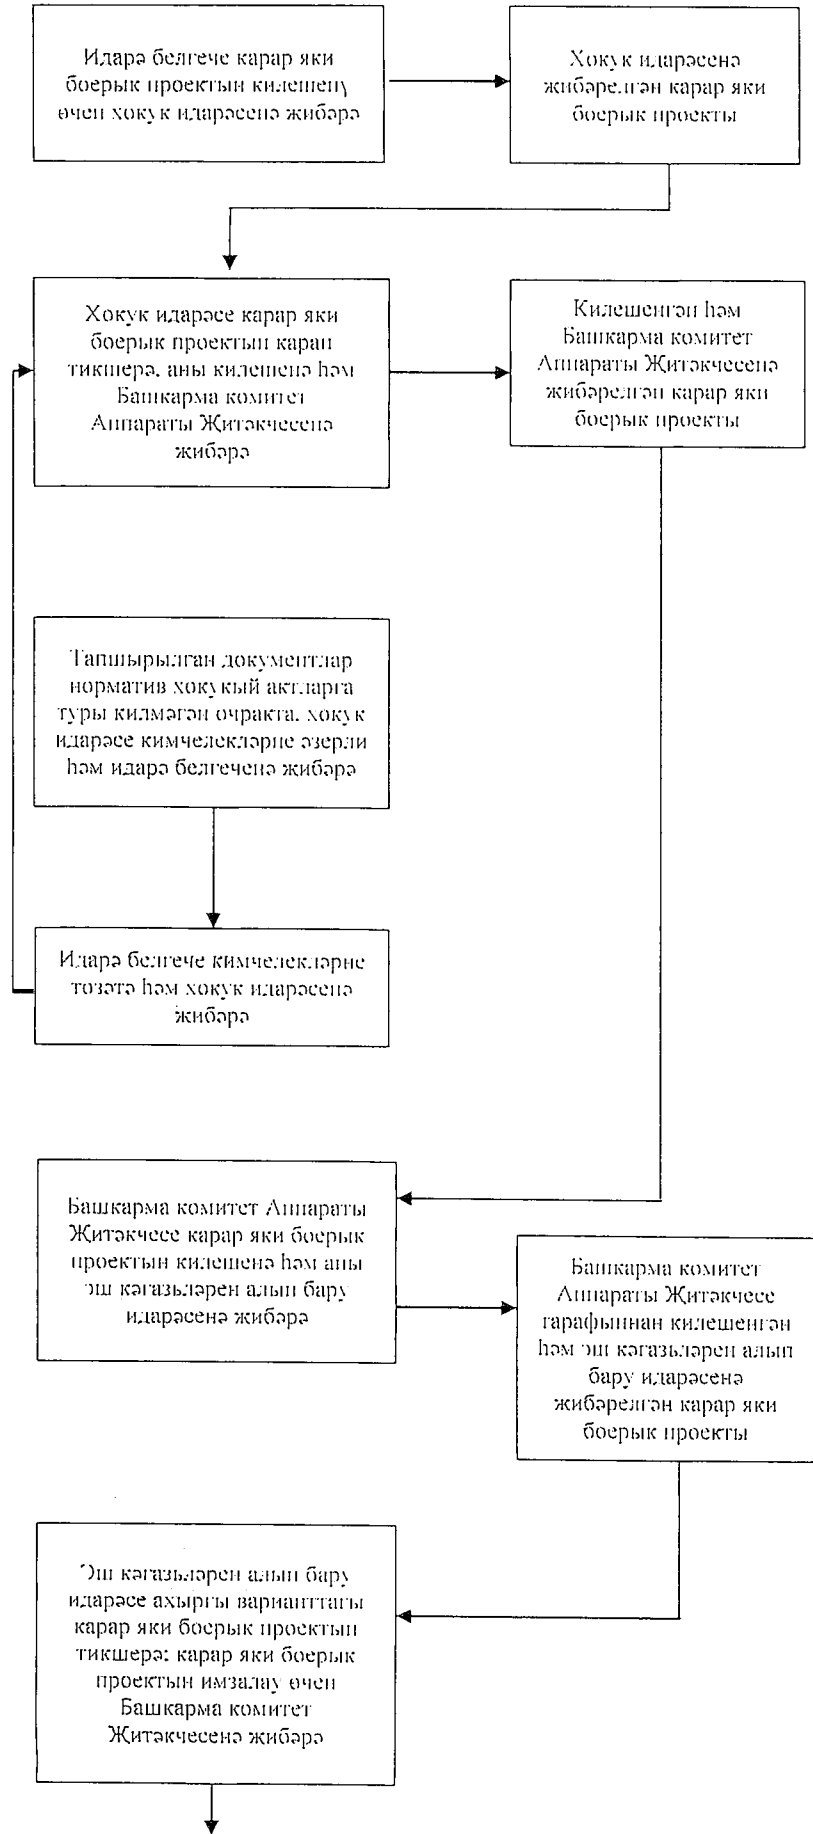 Идарә белгече карар яки
боерык проектын килешенү
өчен хокук идарәсенә җибәрә
Хокук идарәсенә
җибәрелгән карар яки
боерык проекты
Хокук идарәсе карар яки
боерык проектын карап
тикшерә, аны килешенә һәм
Башкарма комитет
Аппараты Җитәкчесенә
җибәрә
Килешенгән һәм
Башкарма комитет
Аппараты Җитәкчесенә
җибәрелгән карар яки
боерык проекты
Тапшырылган документлар
норматив хокукый актларга
туры килмәгән очракта, хокук
идарәсе кимчелекләрне әзерли
һәм идарә белгеченә җибәрә
Идарә белгече кимчелекләрне
төзәтә һәм хокук идарәсенә
җибәрә
Башкарма комитет Аппараты
Җитәкчесе карар яки боерык
проектын килешенә һәм аны
эш кәгазьләрен алып бару
идарәсенә җибәрә
Башкарма комитет
Аппараты Җитәкчесе
тарафыннан килешенгән
һәм эш кәгазьләрен алып
бару идарәсенә
җибәрелгән карар яки
боерык проекты
Эш кәгазьләрен алып бару
идарәсе ахыргы варианттагы
карар яки боерык проектын
тикшерә; карар яки боерык
проектын имзалау өчен
Башкарма комитет
Җитәкчесенә җибәрә